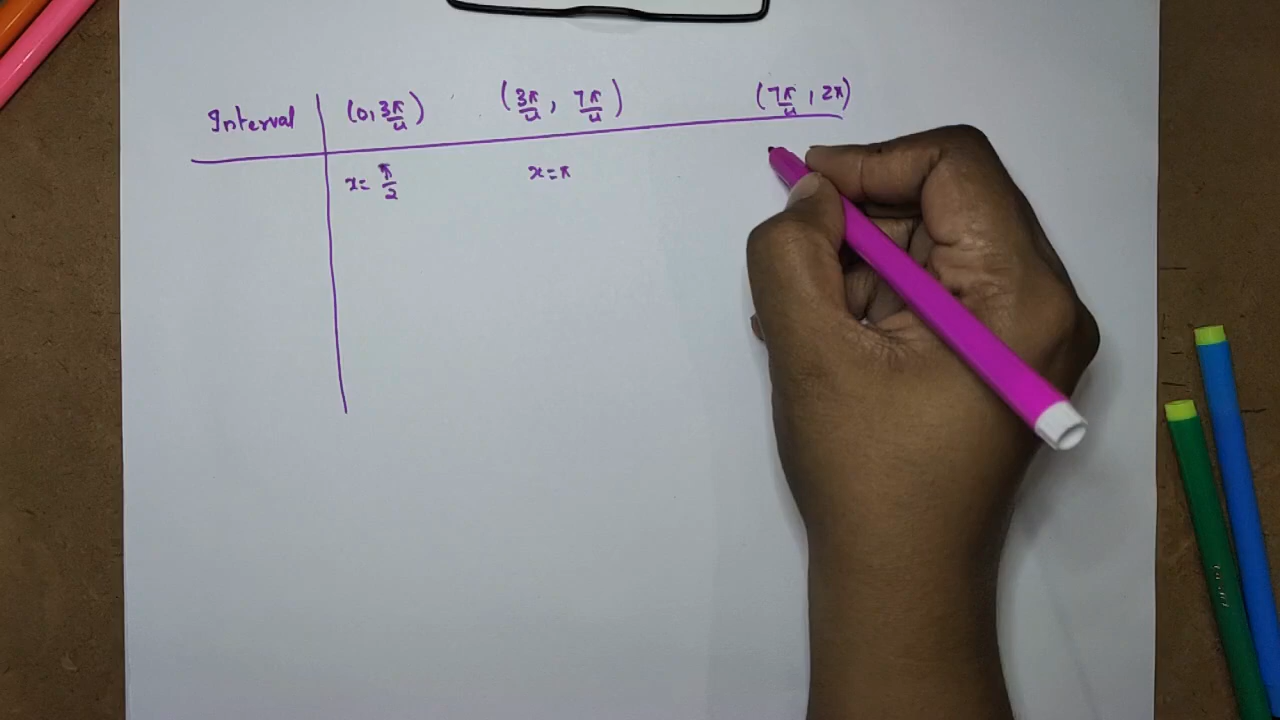 Interval (0, 3π/4) (3π/4, 7π/4) (7π/4, 2π)
x = π/2 x = π